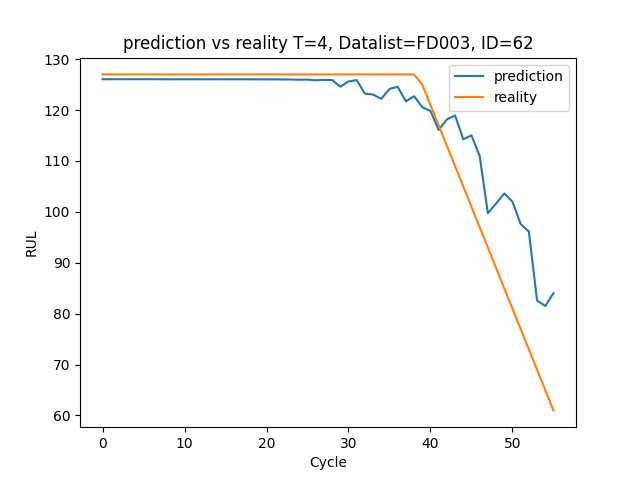 prediction vs reality T=4, Datalist=FD003, ID=62
prediction
reality
130
120
110
100
90
80
70
60
RUL
0 10 20 30 40 50
Cycle